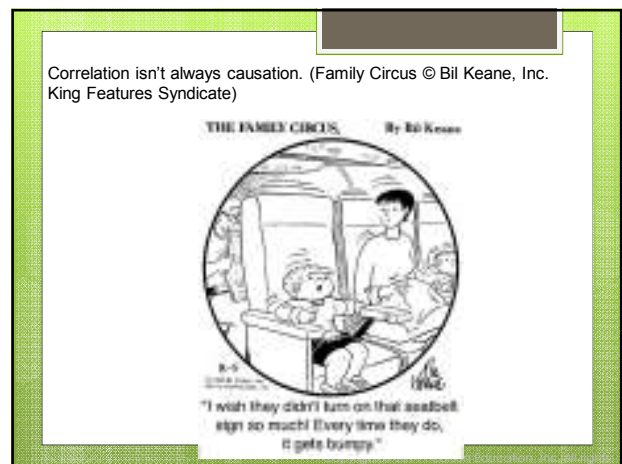 Correlation isn't always causation. (Family Circus © Bil Keane, Inc.
King Features Syndicate)
THE FAMILY CIRCUS, By Bil Keane
"I wish they didn't turn on that seatbelt
sign so much! Every time they do,
it gets bumpy."